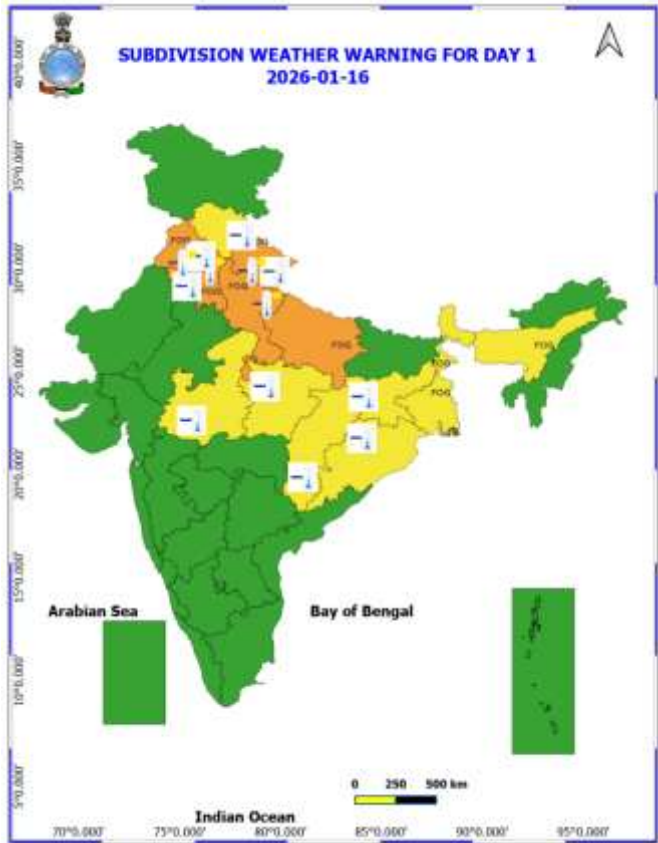 SUBDIVISION WEATHER WARNING FOR DAY 1
2026-01-16
40°0.000'
35°0.000'
30°0.000'
25°0.000'
20°0.000'
15°0.000'
10°0.000'
5°0.000'
FOG
FOG
FOG
FOG
FOG
FOG
FOG
Arabian Sea
Bay of Bengal
0 250 500 km
Indian Ocean
70°0.000' 75°0.000' 80°0.000' 85°0.000' 90°0.000' 95°0.000'